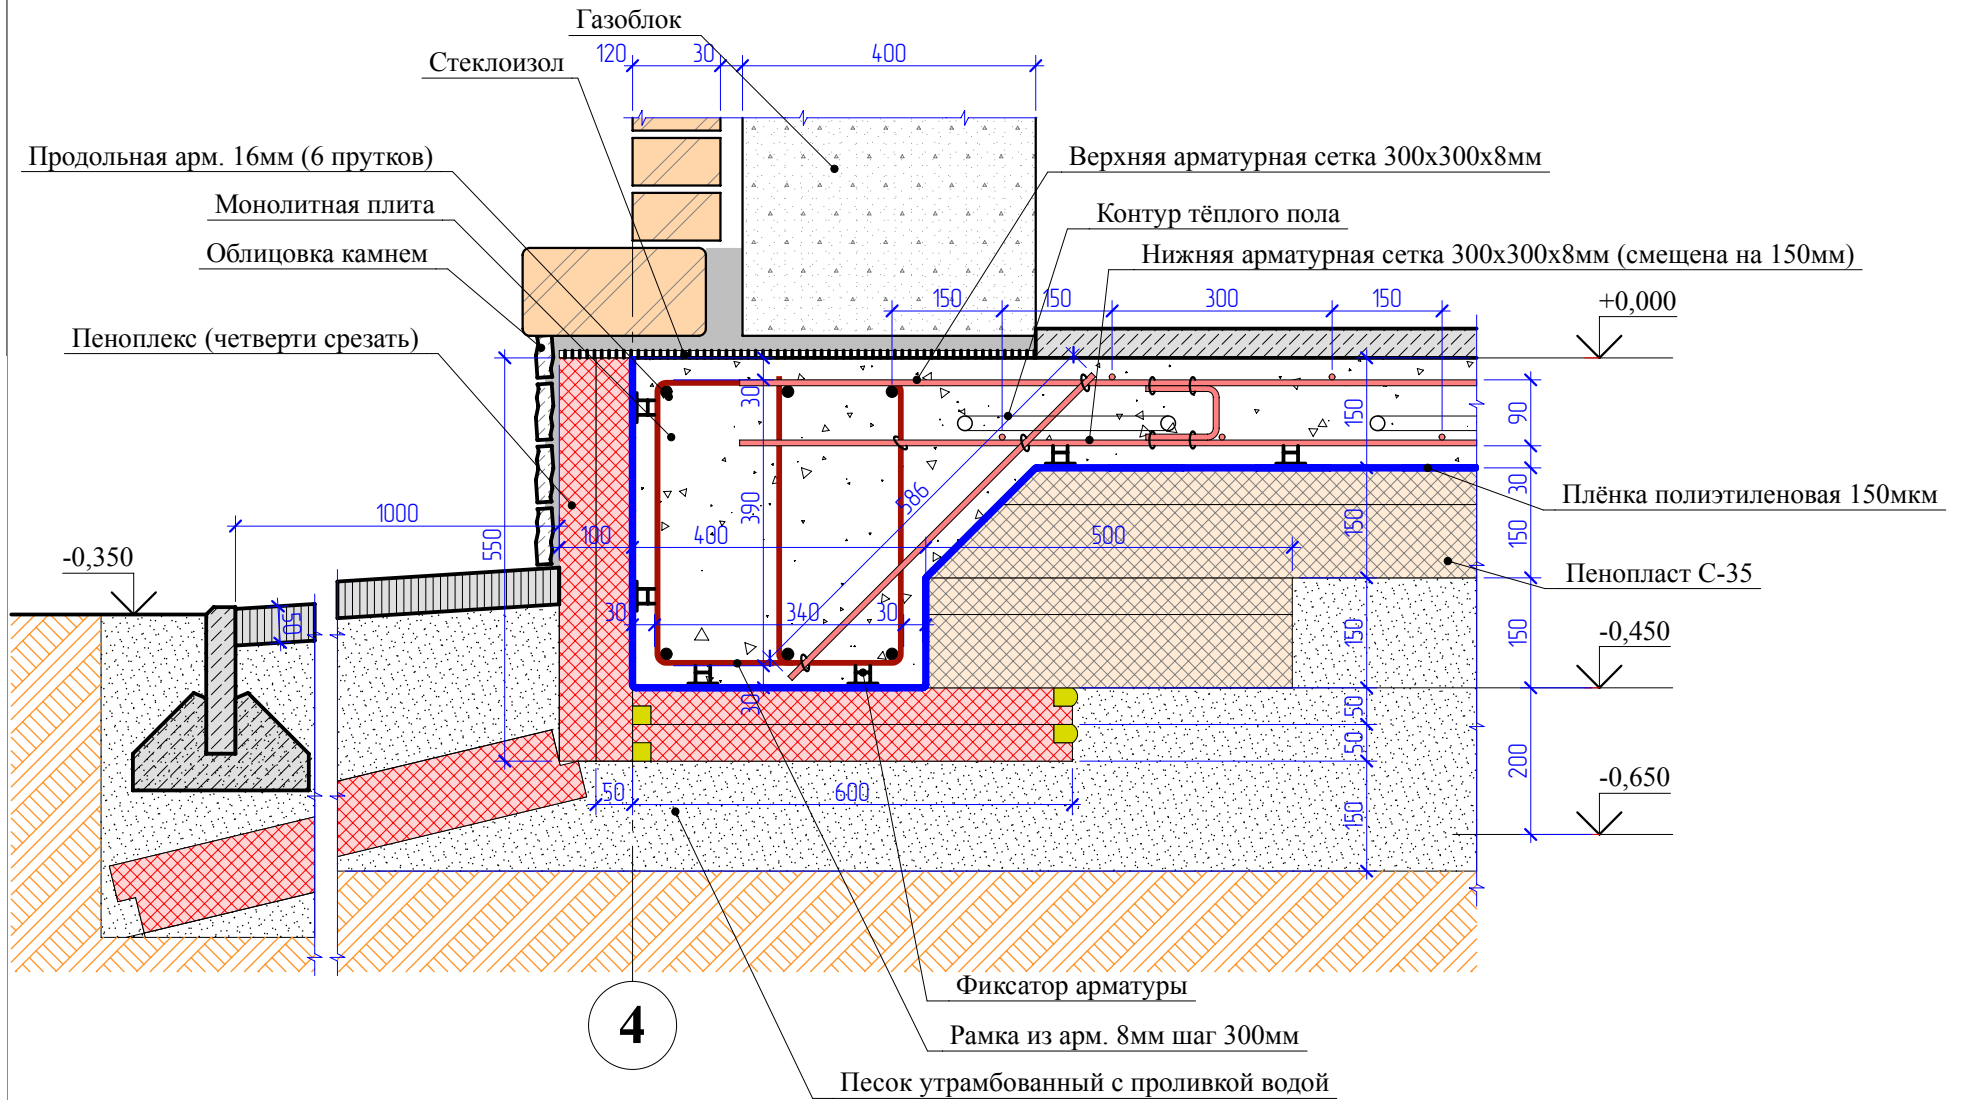 Газоблок
120
30
400
Стеклоизол
Продольная арм. 16мм (6 прутков)
Верхняя арматурная сетка 300х300х8мм
Монолитная плита
Контур тёплого пола
Облицовка камнем
Нижняя арматурная сетка 300х300х8мм (смещена на 150мм)
150
150
300
150
+0,000
Пеноплекс (четверти срезать)
30
150
90
586
390
30
Плёнка полиэтиленовая 150мкм
1000
550
100
400
500
150
150
-0,350
Пенопласт С-35
50
30
340
30
150
150
-0,450
30
50
50
200
-0,650
50
600
150
4
Фиксатор арматуры
Рамка из арм. 8мм шаг 300мм
Песок утрамбованный с проливкой водой